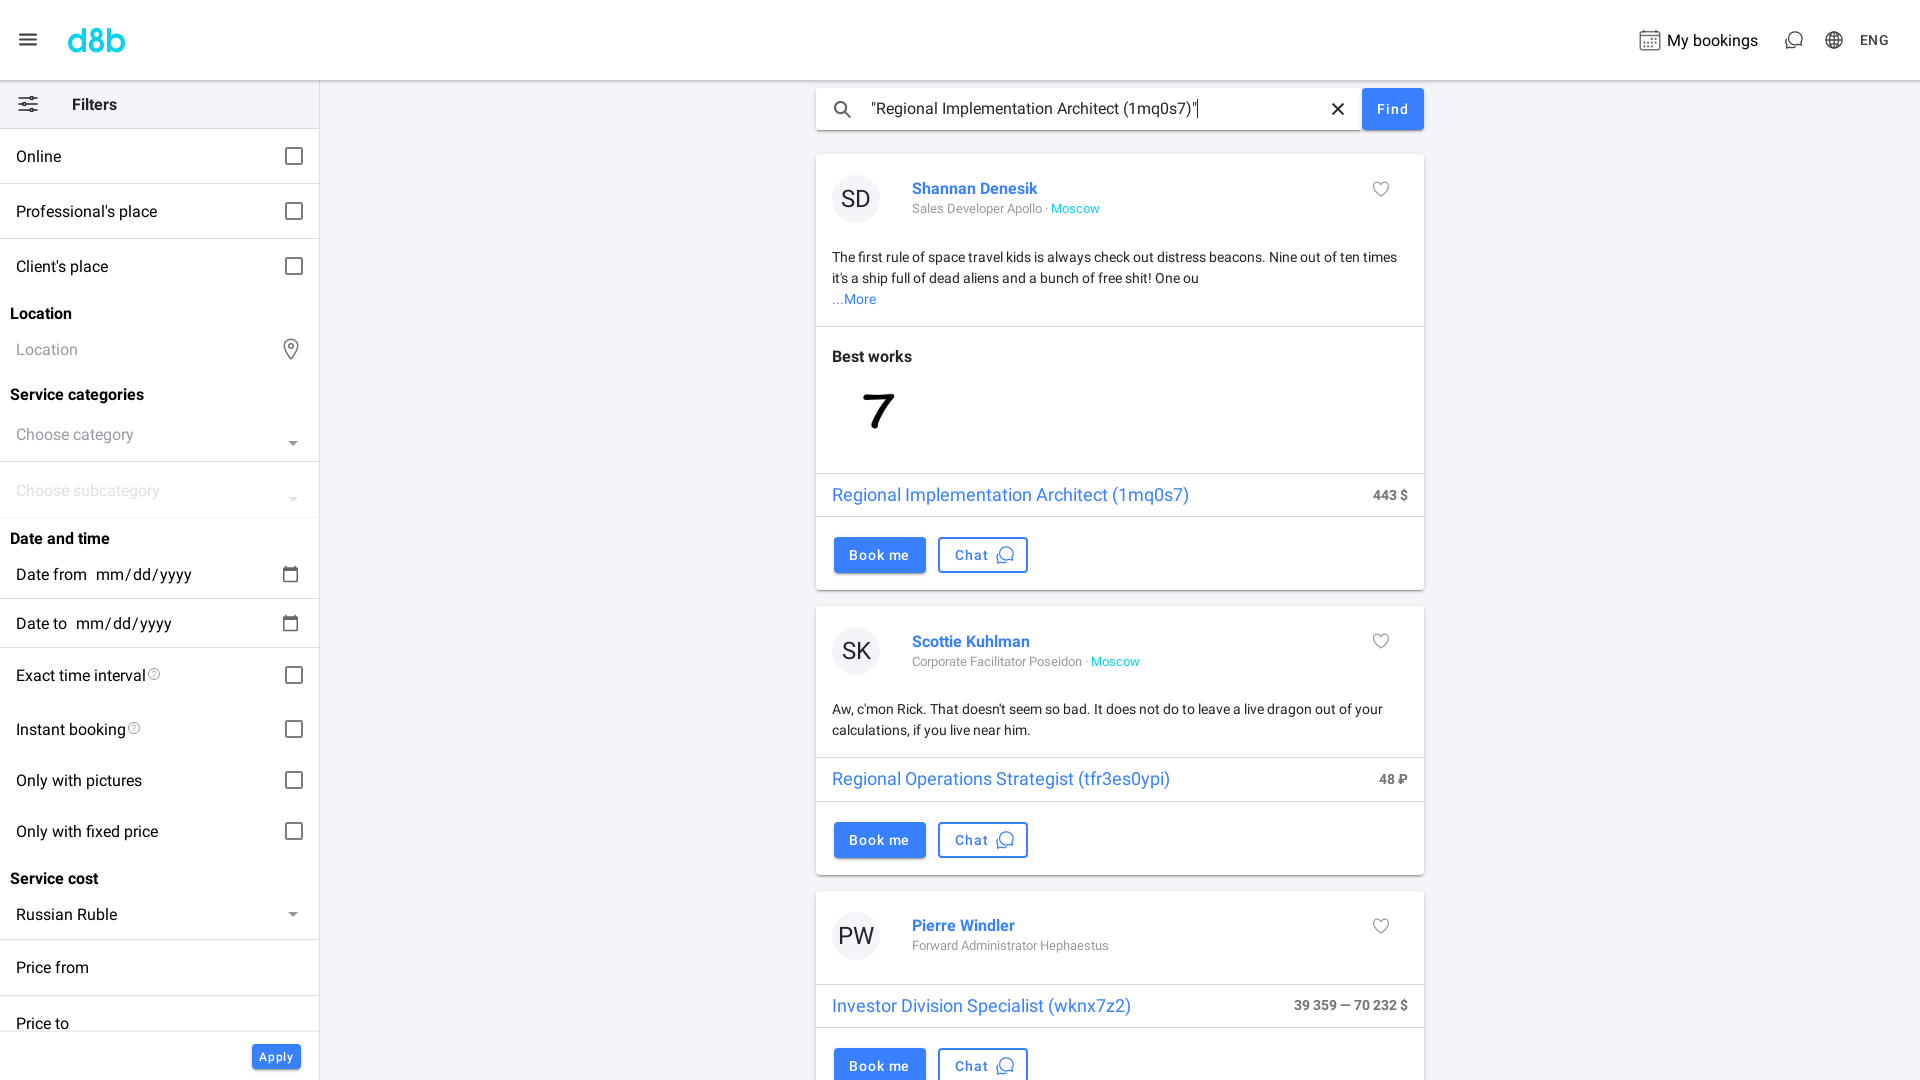 d8b
My bookings
ENG
Filters
Online
Professional's place
Client's place
Location
Location
Service categories
Choose category
Choose subcategory
Date and time
Date from mm/dd/yyyy
Date to mm/dd/yyyy
Exact time interval
Instant booking
Only with pictures
Only with fixed price
Service cost
Russian Ruble
Price from
Price to
Apply
"Regional Implementation Architect (1mq0s7)"
Find
SD
Shannan Denesik
Sales Developer Apollo · Moscow
The first rule of space travel kids is always check out distress beacons. Nine out of ten times
it's a ship full of dead aliens and a bunch of free shit! One ou
...More
Best works
7
Regional Implementation Architect (1mq0s7)
443 $
Book me
Chat
SK
Scottie Kuhlman
Corporate Facilitator Poseidon · Moscow
Aw, c'mon Rick. That doesn't seem so bad. It does not do to leave a live dragon out of your
calculations, if you live near him.
Regional Operations Strategist (tfr3es0ypi)
48 ₽
Book me
Chat
PW
Pierre Windler
Forward Administrator Hephaestus
Investor Division Specialist (wknx7z2)
39 359 — 70 232 $
Book me
Chat